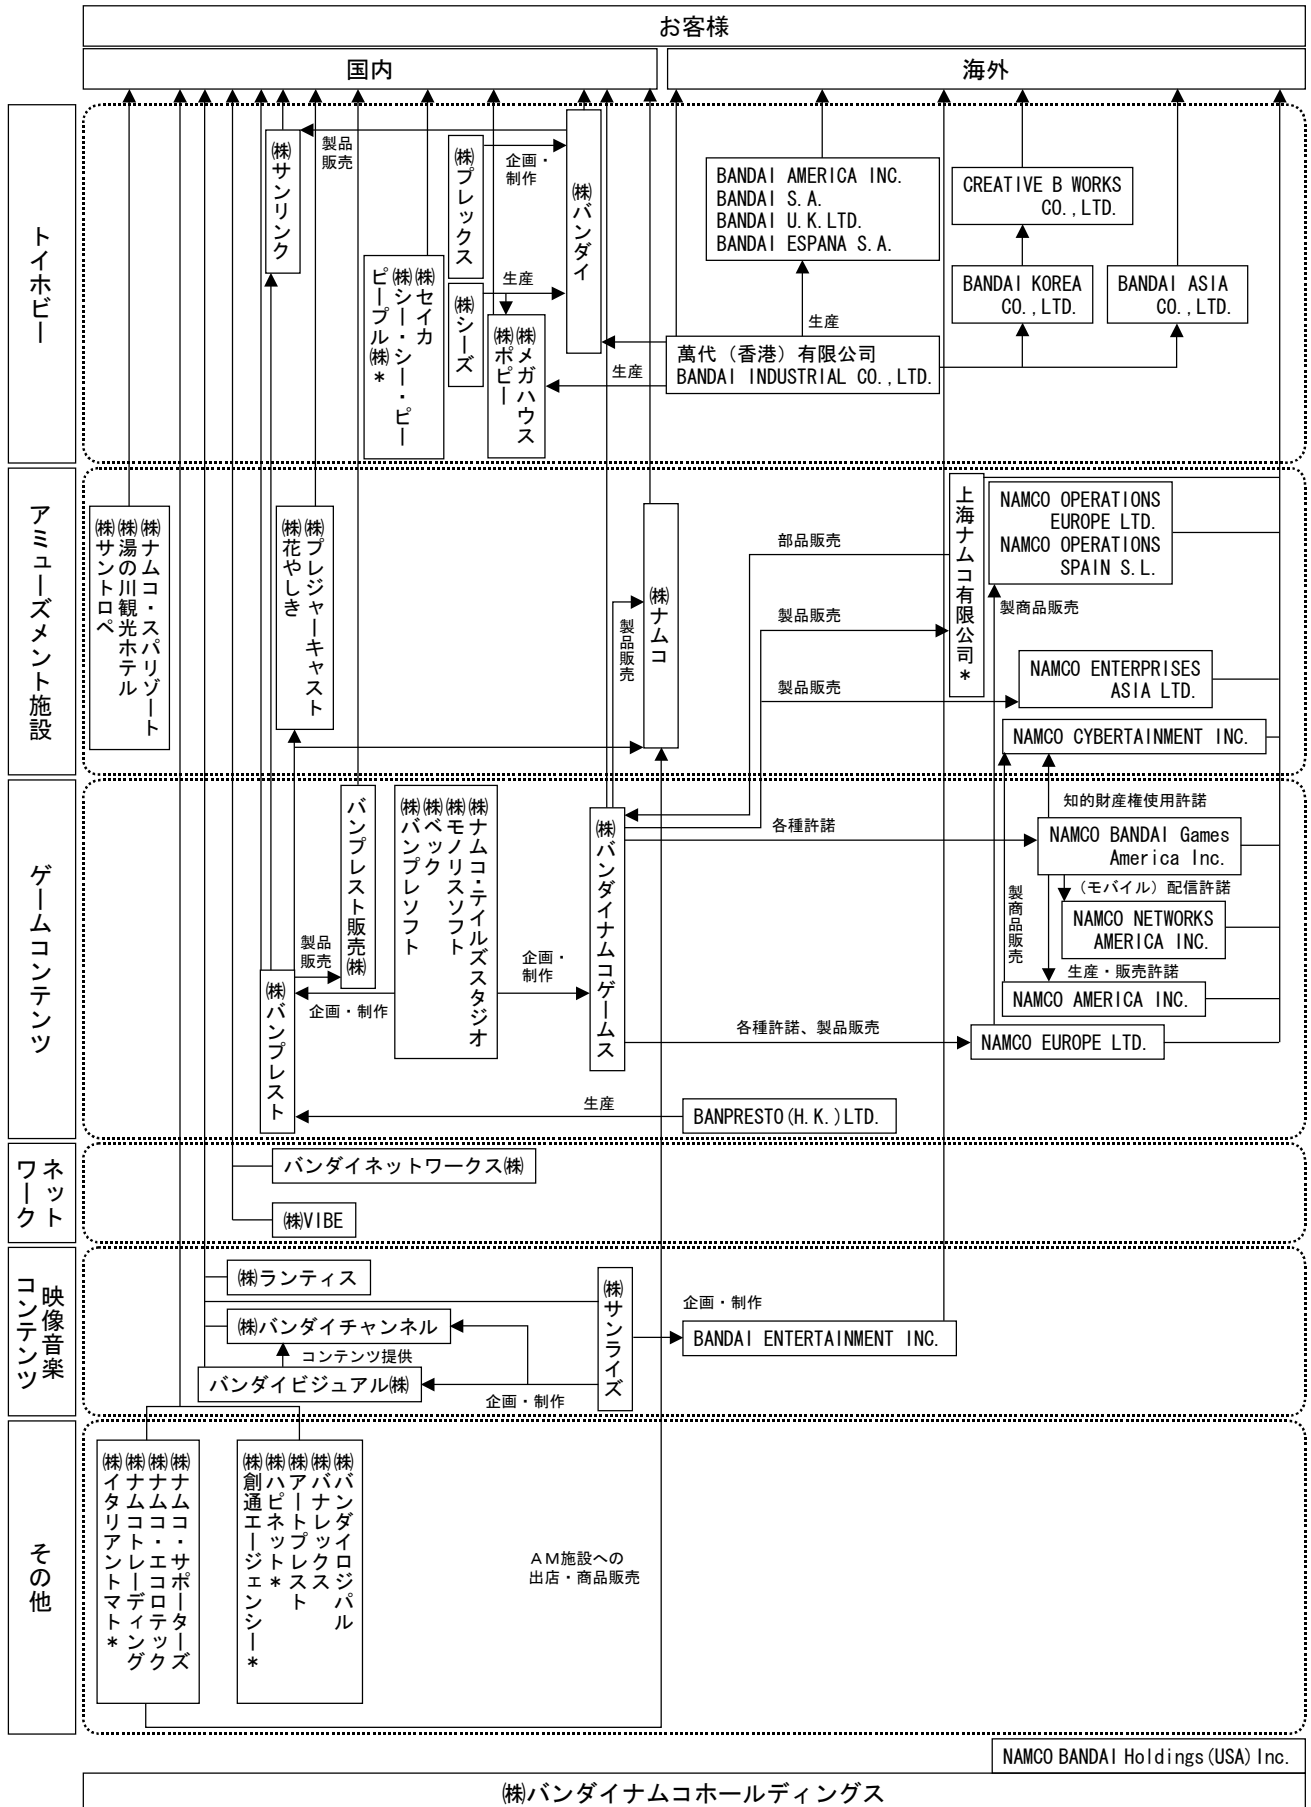 お客様
国内
海外
トイホビー
㈱サンリンク
製品
販売
㈱プレックス
企画・
制作
㈱バンダイ
㈱セイカ
㈱シー・シー・ピー
ピープル㈱*
㈱シーズ
生産
㈱メガハウス
㈱ポピー
生産
BANDAI AMERICA INC.
BANDAI S.A.
BANDAI U.K.LTD.
BANDAI ESPANA S.A.
生産
萬代（香港）有限公司
BANDAI INDUSTRIAL CO.,LTD.
CREATIVE B WORKS
CO.,LTD.
BANDAI KOREA
CO.,LTD.
BANDAI ASIA
CO.,LTD.
アミューズメント施設
㈱ナムコ・スパリゾート
㈱湯の川観光ホテル
㈱サントロペ
㈱プレジャーキャスト
㈱花やしき
製品販売
㈱ナムコ
部品販売
製品販売
製品販売
上海ナムコ有限公司*
NAMCO OPERATIONS
EUROPE LTD.
NAMCO OPERATIONS
SPAIN S.L.
製商品販売
NAMCO ENTERPRISES
ASIA LTD.
NAMCO CYBERTAINMENT INC.
ゲームコンテンツ
㈱バンプレスト
製品
販売
バンプレスト販売㈱
企画・制作
㈱ナムコ・テイルズスタジオ
㈱モノリスソフト
㈱ベック
㈱バンプレソフト
企画・
制作
㈱バンダイナムコゲームス
各種許諾
知的財産権使用許諾
NAMCO BANDAI Games
America Inc.
（モバイル）配信許諾
製商品販売
NAMCO NETWORKS
AMERICA INC.
生産・販売許諾
NAMCO AMERICA INC.
各種許諾、製品販売
NAMCO EUROPE LTD.
生産
BANPRESTO(H.K.)LTD.
ネット
ワーク
バンダイネットワークス㈱
㈱VIBE
映像音楽
コンテンツ
㈱ランティス
㈱バンダイチャンネル
コンテンツ提供
バンダイビジュアル㈱
企画・制作
㈱サンライズ
企画・制作
BANDAI ENTERTAINMENT INC.
その他
㈱ナムコ・サポーターズ
㈱ナムコ・エコロテック
㈱ナムコトレーディング
㈱イタリアントマト*
㈱バンダイロジパル
㈱バナレックス
㈱アートプレスト
㈱ハピネット*
㈱創通エージェンシー*
ＡＭ施設への
出店・商品販売
NAMCO BANDAI Holdings(USA)Inc.
㈱バンダイナムコホールディングス